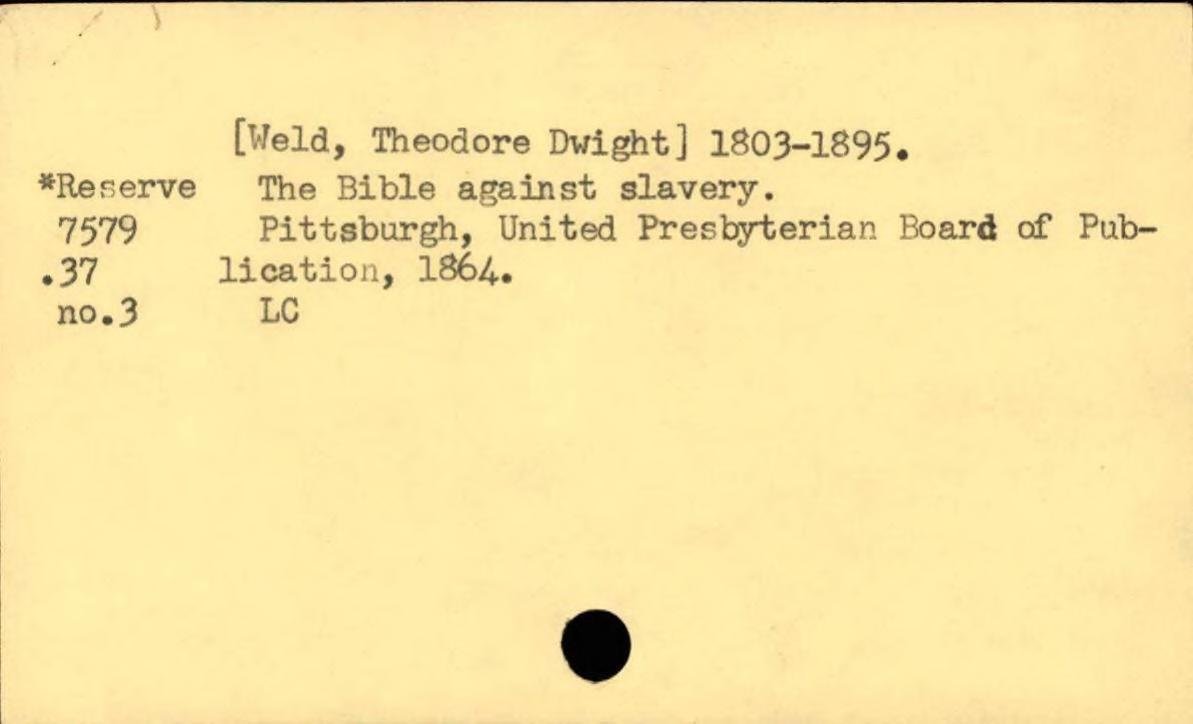 [Weld, Theodore Dwight] 1803-1895.
*Reserve The Bible against slavery.
7579 Pittsburgh, United Presbyterian Board of Pub-
.37 lication, 1864.
no.3 LC